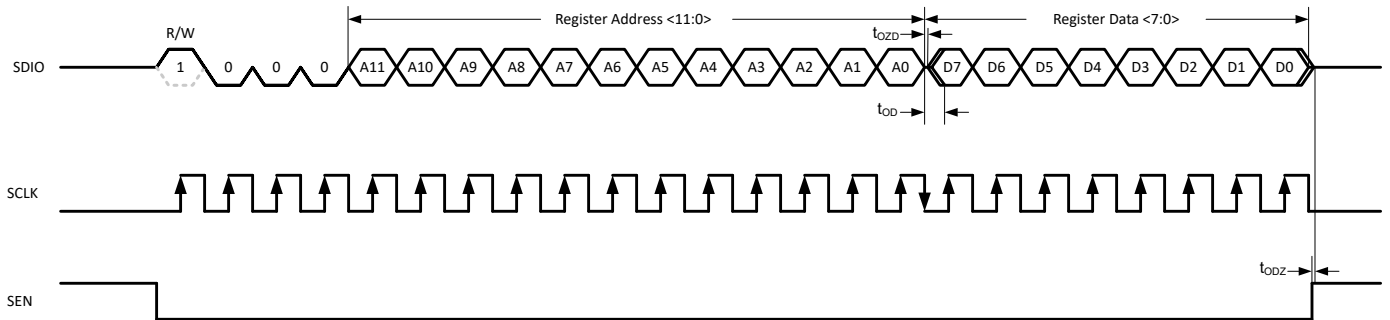 Register Address <11:0>
Register Data <7:0>
R/W
tOZD
SDIO
1 0 0 0 A11 A10 A9 A8 A7 A6 A5 A4 A3 A2 A1 A0 D7 D6 D5 D4 D3 D2 D1 D0
tOD
SCLK
tODZ
SEN